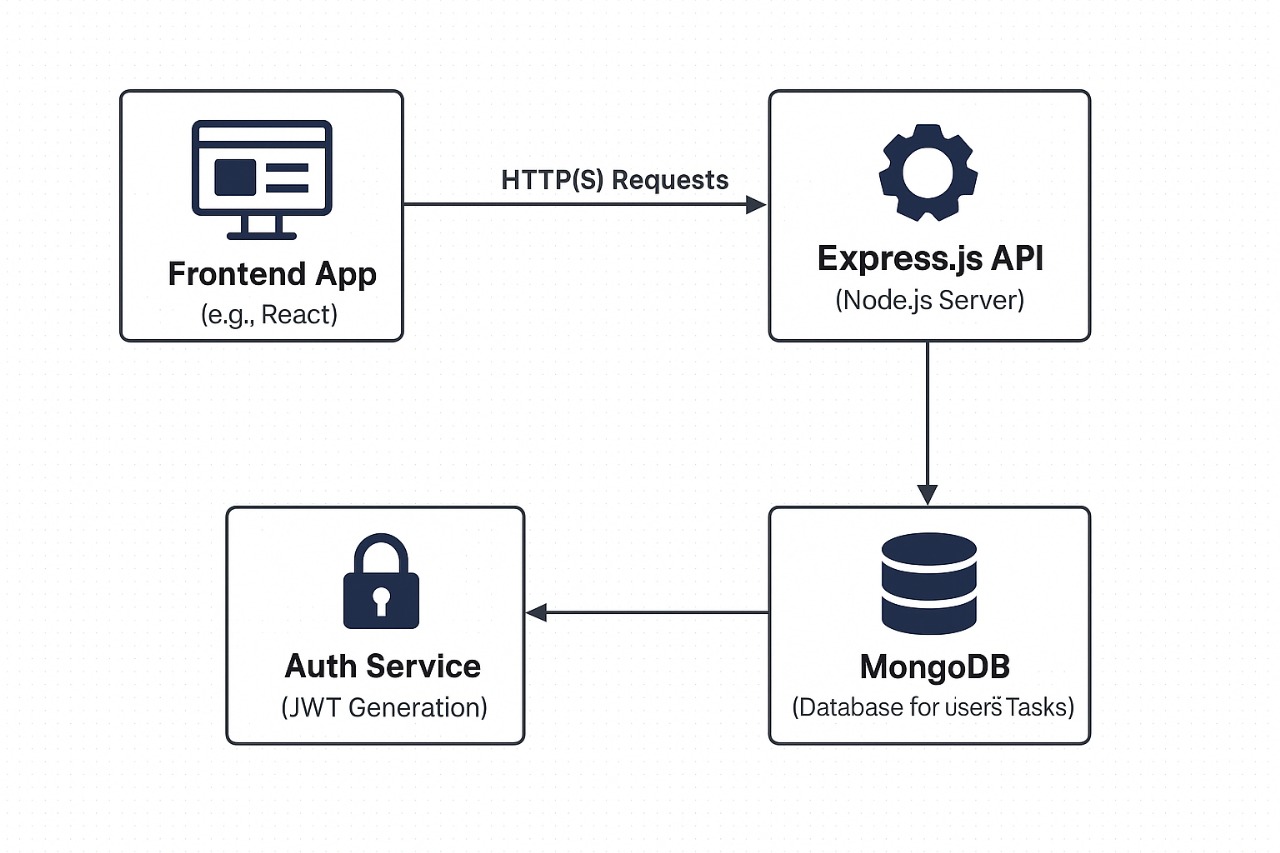 HTTP(S) Requests
Frontend App
(e.g., React)
Express.js API
(Node.js Server)
Auth Service
(JWT Generation)
MongoDB
(Database for Tasks)